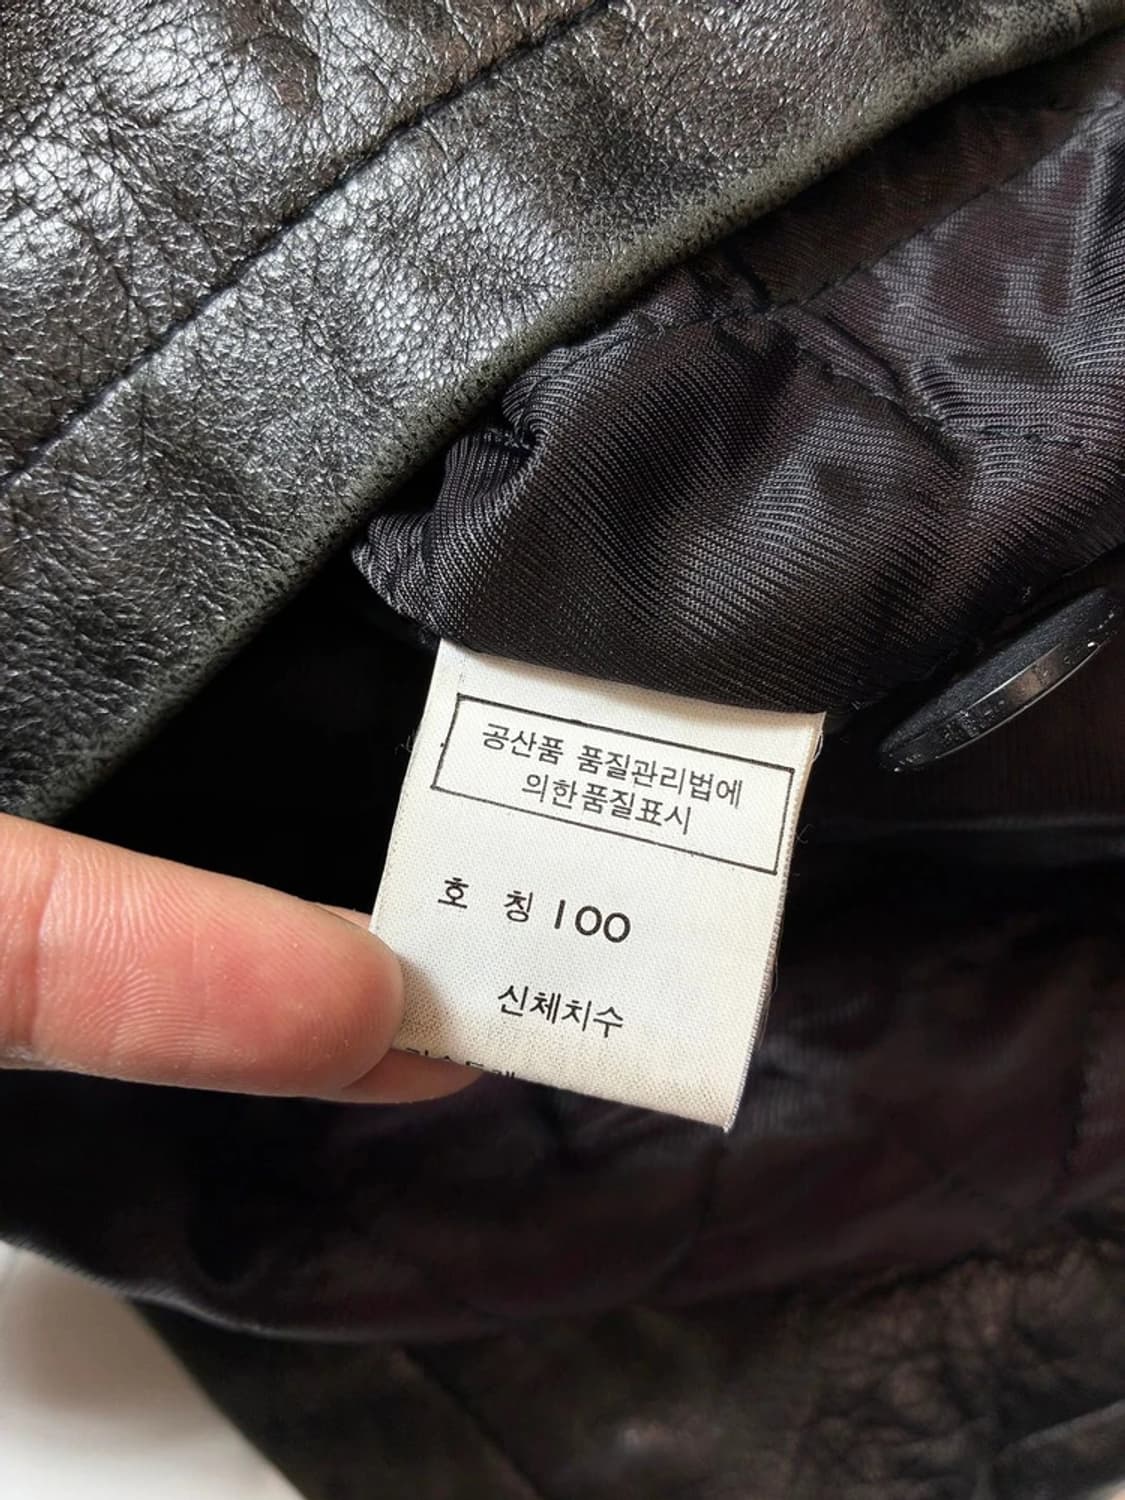 공산품 품질관리법에
의한품질표시
호 칭 100
신체치수